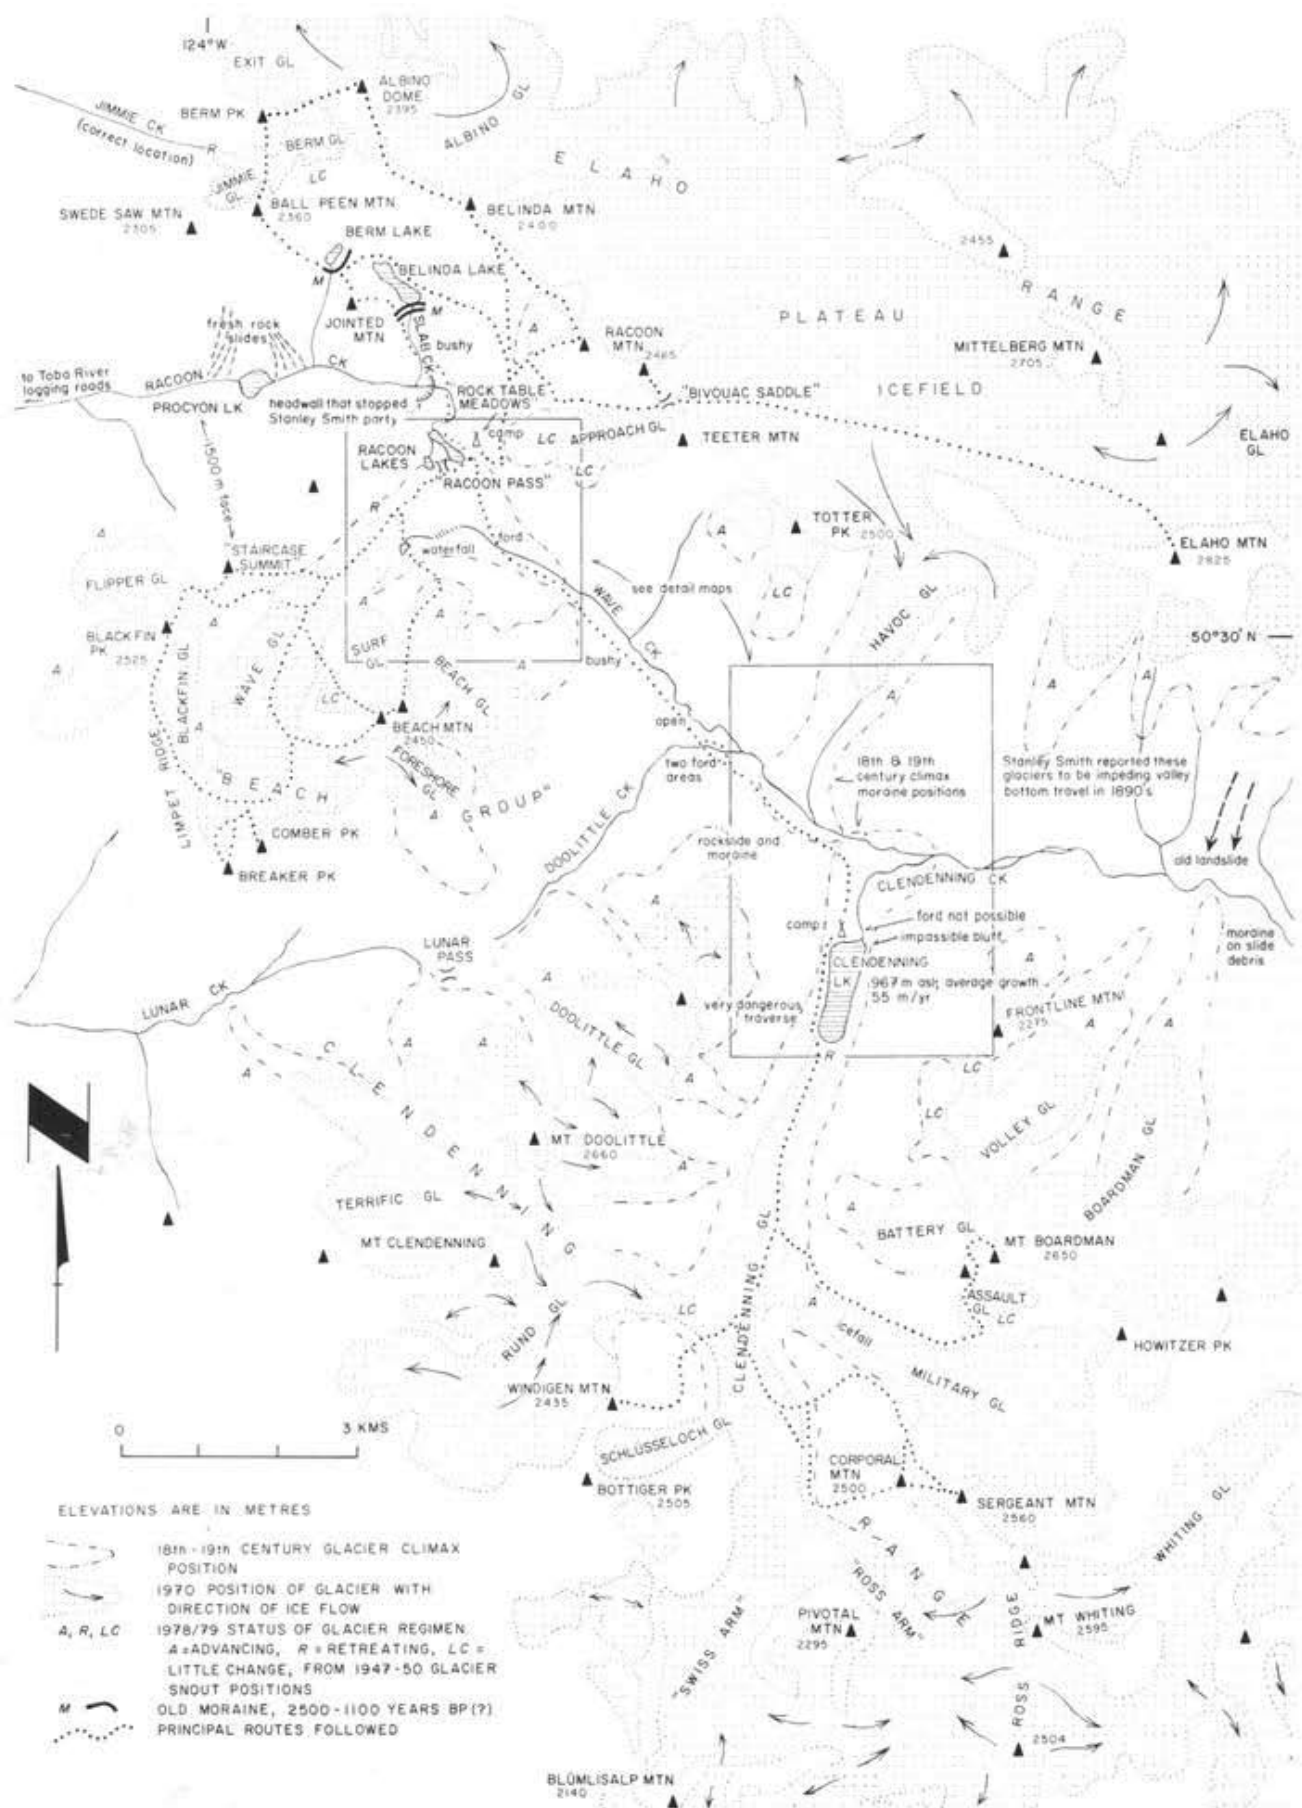 124°W
EXIT GL
ALBINO
DOME
2395
BERM PK
JIMMIE CK
(correct location)
R
BERM GL
ALBINO GL
LC
JIMMIE
GL
ELAHO
SWEDE SAW MTN
2305
BALL PEEN MTN
2360
BELINDA MTN
2400
BERM LAKE
2455
M
BELINDA LAKE
RANGE
JOINTED
MTN
M
SLAB CK
bushy
A
PLATEAU
fresh rock
slides
RACOON
MTN
2465
MITTELBERG MTN
2705
to Toba River
logging roads
RACOON
CK
PROCYON LK
headwall that stopped
Stanley Smith party
ROCK TABLE
MEADOWS
"BIVOUAC SADDLE"
ICEFIELD
camp
LC
APPROACH GL
TEETER MTN
ELAHO
GL
1500 m face
RACOON
LAKES
LC
"RACOON PASS"
R
A
"STAIRCASE
SUMMIT"
waterfall
ford
A
TOTTER
PK 2500
ELAHO MTN
2825
FLIPPER GL
see detail maps
LC
WAVE
CK
HAVOC GL
BLACKFIN
PK 2525
A
A
A
50°30' N
A
WAVE GL
SURF
GL
BEACH GL
A
bushy
BLACKFIN GL
A
LC
A
A
A
LIMPET RIDGE
BEACH MTN
2450
open
"BEACH
FORESHORE
GL
A
GROUP"
two ford
areas
18th & 19th
century climax
moraine positions
Stanley Smith reported these
glaciers to be impeding valley
bottom travel in 1890's
DOOLITTLE CK
COMBER PK
BREAKER PK
rockslide and
moraine
old landslide
CLENDENNING CK
A
camp
ford not possible
impassible bluff
moraine
on slide
debris
LUNAR
PASS
LUNAR CK
A
A
CLENDENNING
LK
967 m asl; average growth
55 m/yr
A
very dangerous
traverse
FRONTLINE MTN
2275
DOOLITTLE GL
A
A
A
A
A
A
R
LC
CLENDENNING
LC
VOLLEY GL
BOARDMAN GL
MT DOOLITTLE
2660
A
TERRIFIC GL
A
BATTERY GL
MT BOARDMAN
2650
MT CLENDENNING
ASSAULT
GL LC
LC
A
RUND GL
CLENDENNING GL
icefall
HOWITZER PK
WINDIGEN MTN
2435
MILITARY GL
0
3 KMS
SCHLUSSELOCH GL
BOTTIGER PK
2505
CORPORAL
MTN
2500
SERGEANT MTN
2560
WHITING GL
RANGE
ELEVATIONS ARE IN METRES
18th-19th CENTURY GLACIER CLIMAX
POSITION
1970 POSITION OF GLACIER WITH
DIRECTION OF ICE FLOW
A, R, LC 1978/79 STATUS OF GLACIER REGIMEN
A = ADVANCING, R = RETREATING, LC =
LITTLE CHANGE, FROM 1947-50 GLACIER
SNOUT POSITIONS
M OLD MORAINE, 2500-1100 YEARS BP(?)
PRINCIPAL ROUTES FOLLOWED
"SWISS ARM"
"ROSS ARM"
PIVOTAL
MTN
2295
MT WHITING
2595
ROSS RIDGE
2504
BLÜMLISALP MTN
2140